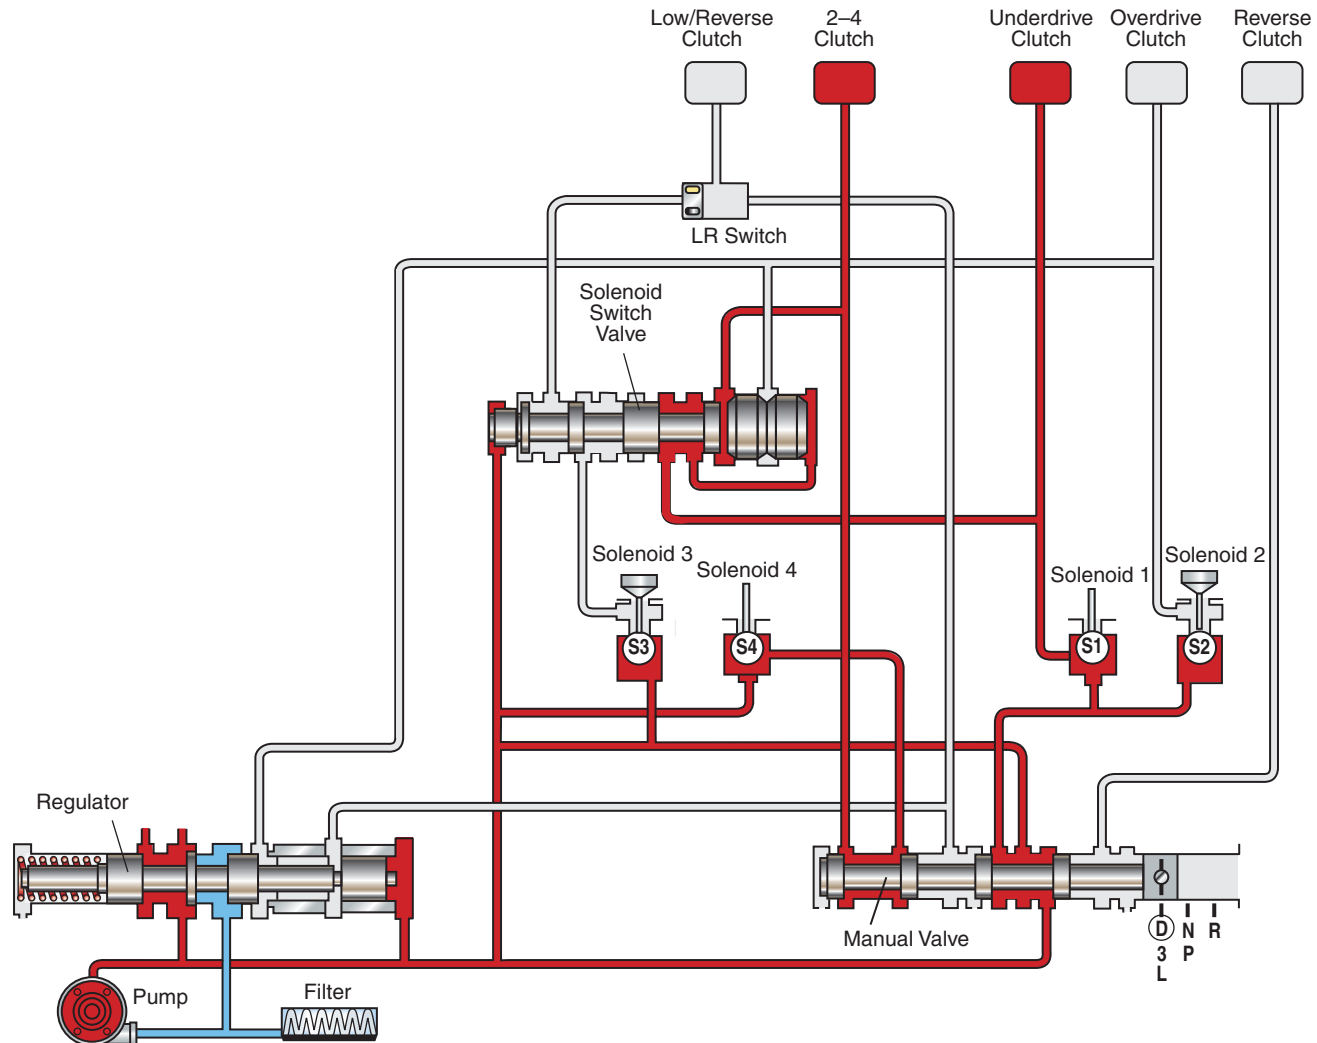 Low/Reverse
Clutch
2–4
Clutch
Underdrive
Clutch
Overdrive
Clutch
Reverse
Clutch
LR Switch
Solenoid
Switch
Valve
Solenoid 3
Solenoid 4
Solenoid 1
Solenoid 2
S3
S4
S1
S2
Regulator
Manual Valve
D N R
3 P
L
Pump
Filter